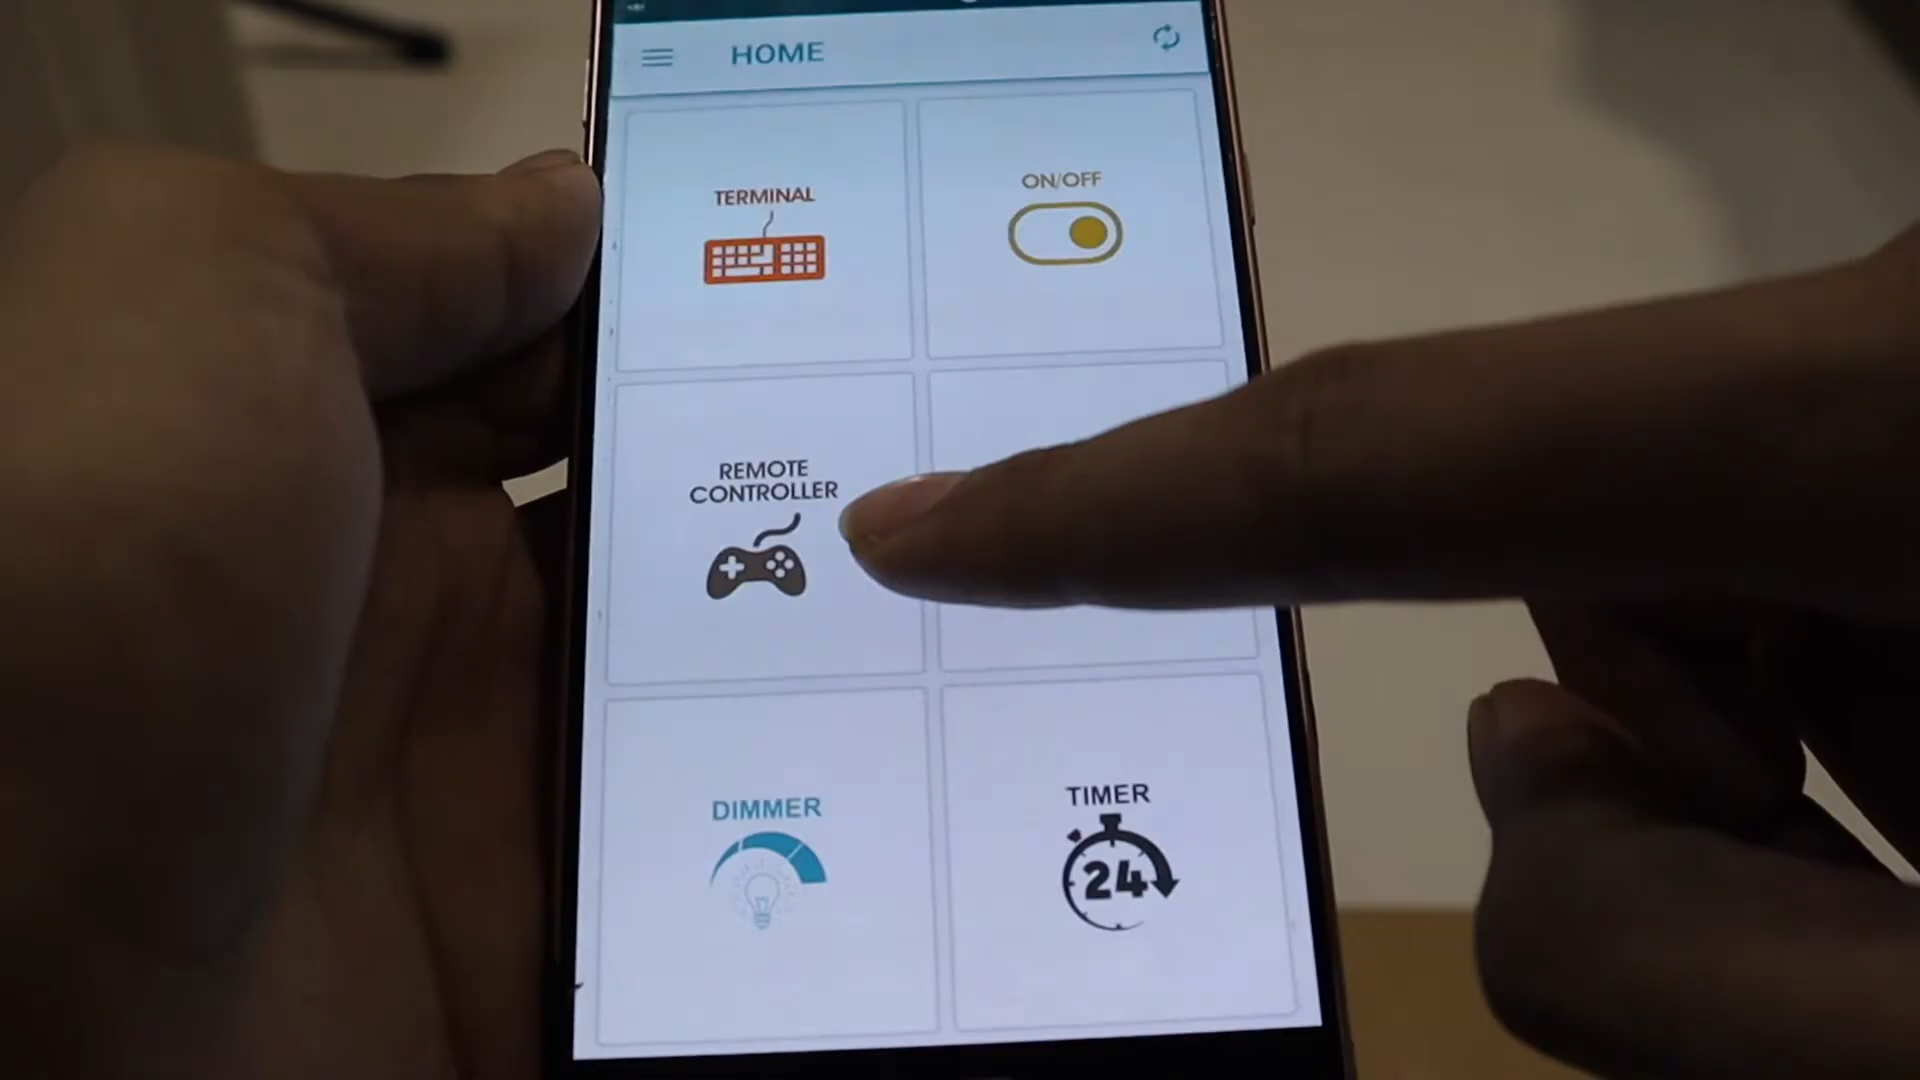 HOME
TERMINAL
ON/OFF
REMOTE
CONTROLLER
DIMMER
TIMER
24